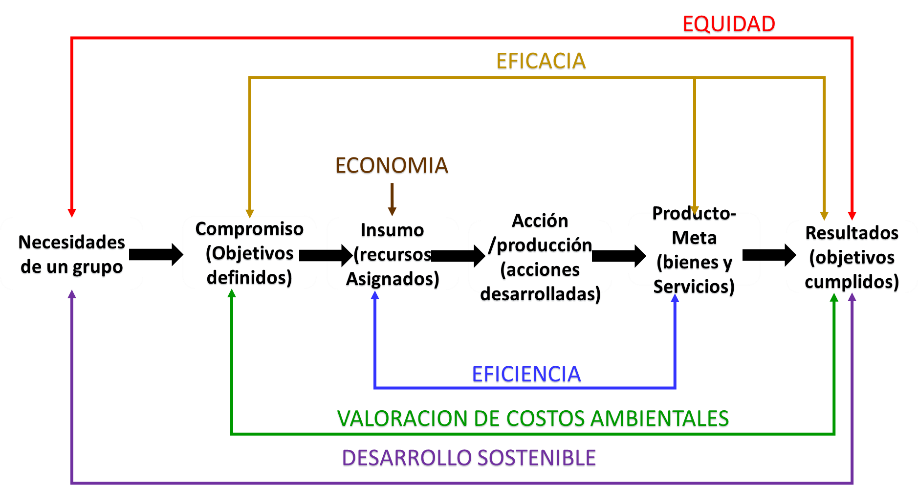 EQUIDAD
EFICACIA
ECONOMIA
Necesidades
de un grupo
Compromiso
(Objetivos
definidos)
Insumo
(recursos
Asignados)
Acción
/producción
(acciones
desarrolladas)
Producto-
Meta
(bienes y
Servicios)
Resultados
(objetivos
cumplidos)
EFICIENCIA
VALORACION DE COSTOS AMBIENTALES
DESARROLLO SOSTENIBLE